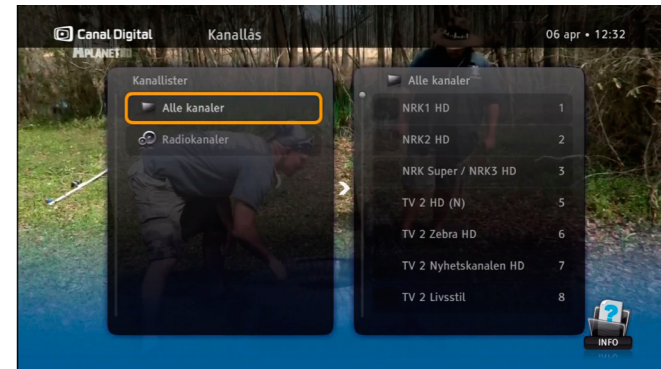 Canal Digital
Kanallås
06 apr • 12:32
MPLANET HD
Kanallister
Alle kanaler
Radiokanaler
Alle kanaler
NRK1 HD 1
NRK2 HD 2
NRK Super / NRK3 HD 3
TV 2 HD (N) 5
TV 2 Zebra HD 6
TV 2 Nyhetskanalen HD 7
TV 2 Livsstil 8
?
INFO